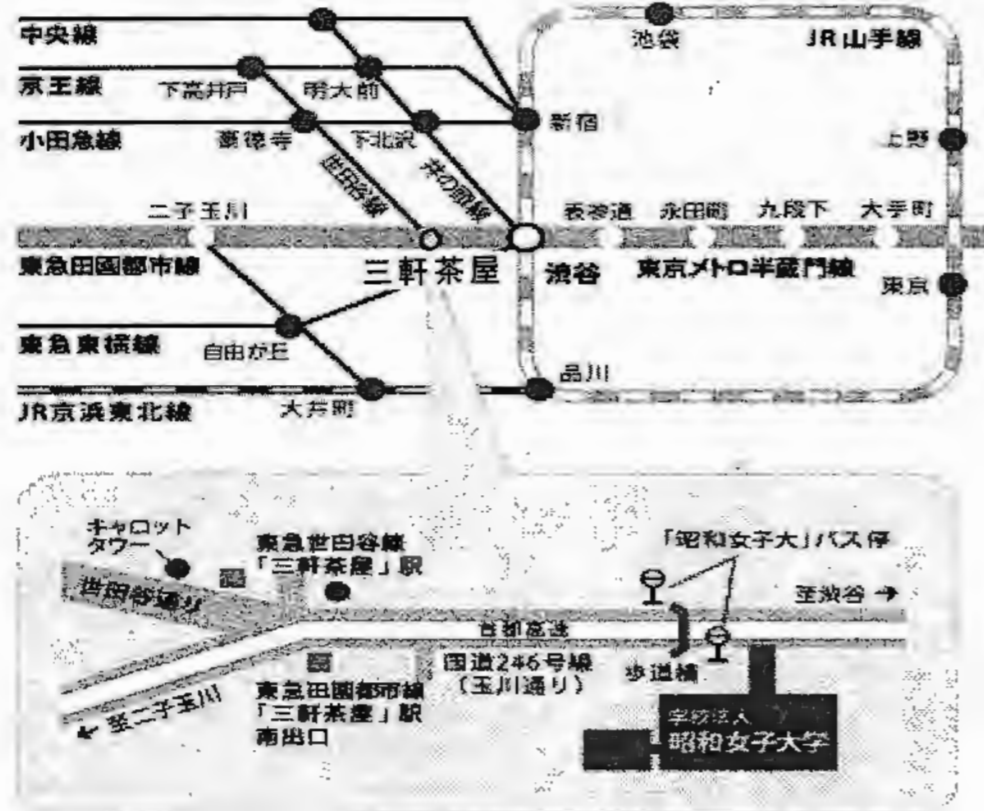 中央線
池袋
JR山手線
京王線
下高井戸
明大前
小田急線
豪徳寺
下北沢
新宿
上野
世田谷線
井の頭線
二子玉川
表参道
永田町
九段下
大手町
東急田園都市線
三軒茶屋
渋谷
東京メトロ半蔵門線
東京
東急東横線
自由が丘
品川
JR京浜東北線
大井町
キャロット
タワー
東急世田谷線
「三軒茶屋」駅
「昭和女子大」バス停
世田谷通り
至渋谷→
首都高速
国道246号線
(玉川通り)
歩道橋
←至二子玉川
東急田園都市線
「三軒茶屋」駅
南出口
学校法人
昭和女子大学